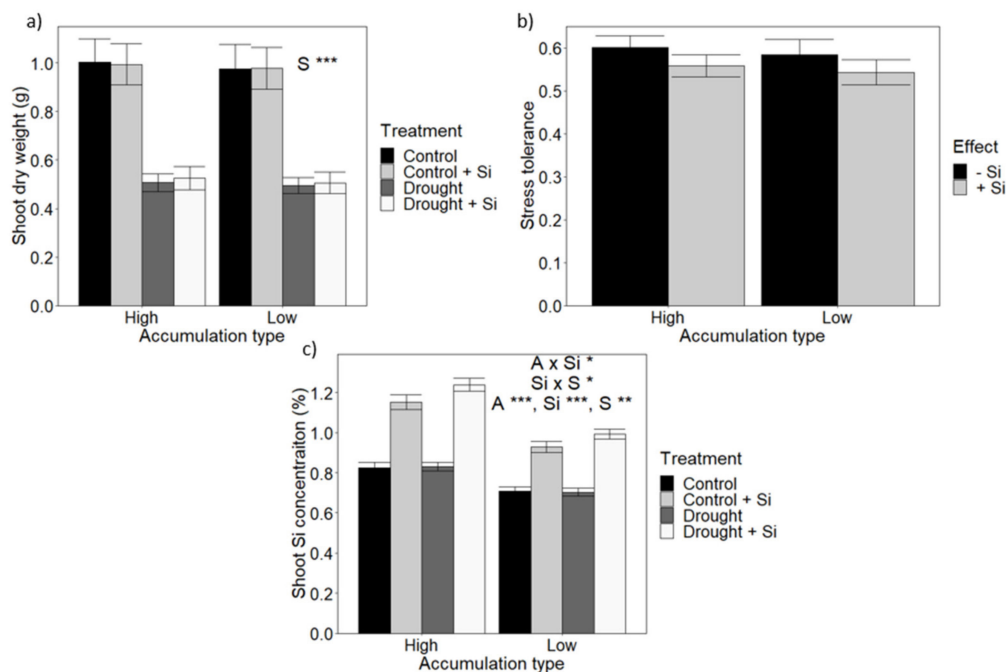 a)
S ***
Shoot dry weight (g)
1.0
0.8
0.6
0.4
0.2
0.0
High
Low
Accumulation type
Treatment
Control
Control + Si
Drought
Drought + Si
b)
Stress tolerance
0.6
0.5
0.4
0.3
0.2
0.1
0.0
High
Low
Accumulation type
Effect
- Si
+ Si
c)
A x Si *
Si x S *
A ***, Si ***, S **
Shoot Si concentraiton (%)
1.2
1.0
0.8
0.6
0.4
0.2
0.0
High
Low
Accumulation type
Treatment
Control
Control + Si
Drought
Drought + Si